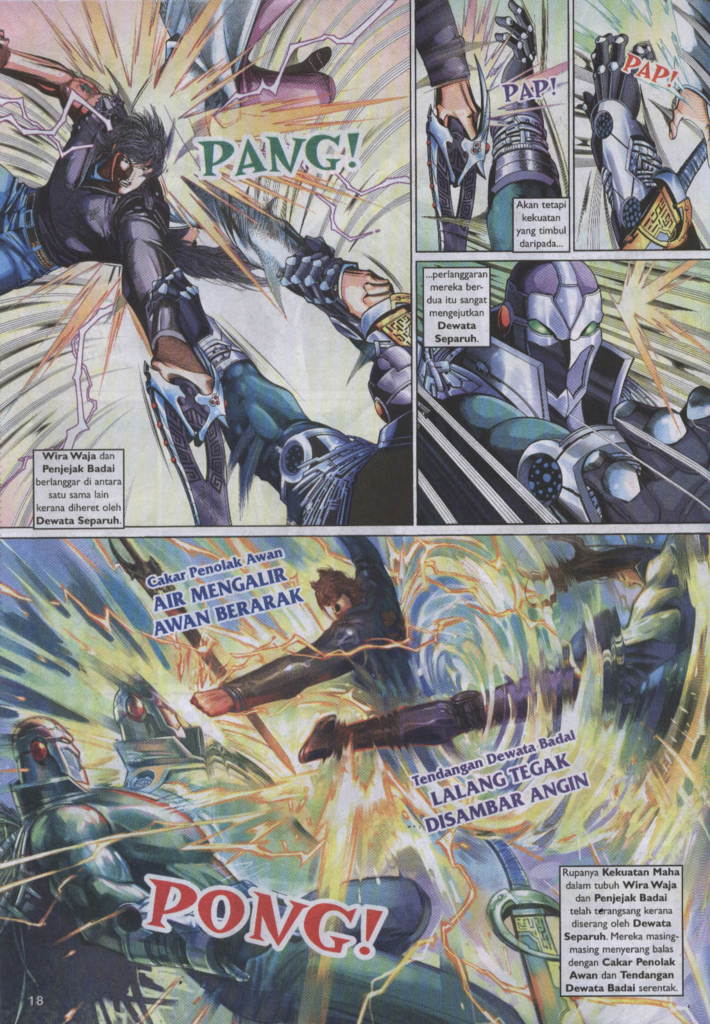 PANG!
Wira Waja dan
Penjejak Badai
berlanggar di antara
satu sama lain
kerana diheret oleh
Dewata Separuh.
PAP!
PAP!
Akan tetapi
kekuatan
yang timbul
daripada...
...perlanggaran
mereka ber-
dua itu sangat
mengejutkan
Dewata
Separuh.
Cakar Penolak Awan
AIR MENGALIR
AWAN BERARAK
Tendangan Dewata Badai
LALANG TEGAK
DISAMBAR ANGIN
PONG!
Rupanya Kekuatan Maha
dalam tubuh Wira Waja
dan Penjejak Badai
telah terangsang kerana
diserang oleh Dewata
Separuh. Mereka masing-
masing menyerang balas
dengan Cakar Penolak
Awan dan Tendangan
Dewata Badai serentak.
18